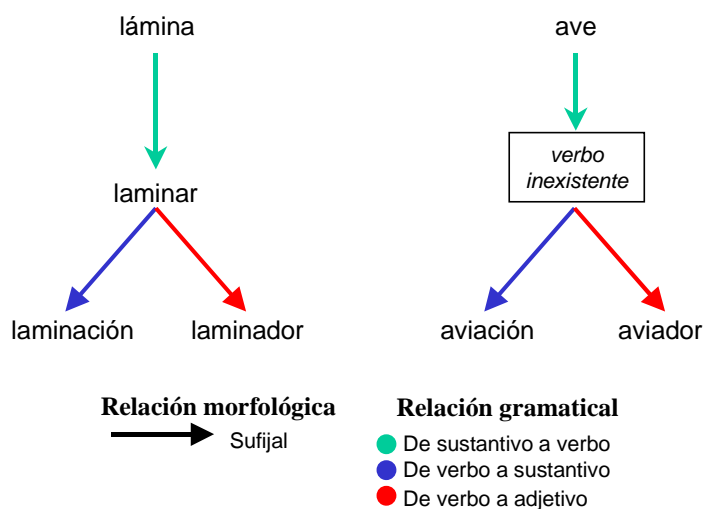 lámina
ave
verbo
inexistente
laminar
laminación
laminador
aviación
aviador
Relación morfológica
Sufijal
Relación gramatical
De sustantivo a verbo
De verbo a sustantivo
De verbo a adjetivo